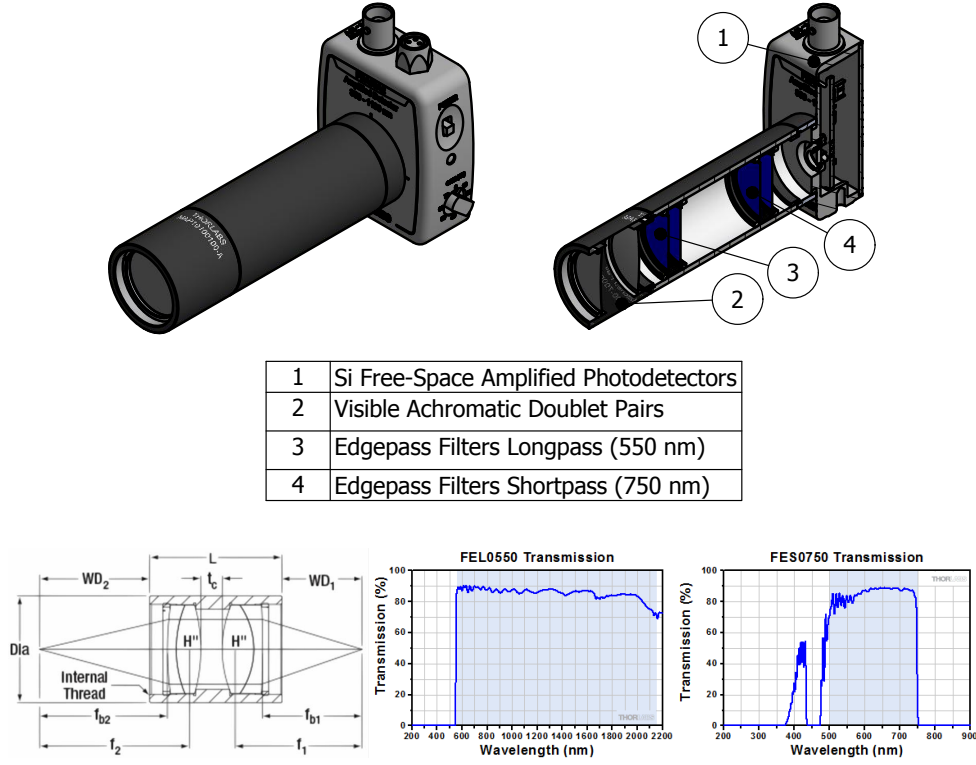 THORLABS
MAP10100100-A
1
2
3
4
1 Si Free-Space Amplified Photodetectors
2 Visible Achromatic Doublet Pairs
3 Edgepass Filters Longpass (550 nm)
4 Edgepass Filters Shortpass (750 nm)
L
WD2
tc
WD1
Dia
H"
H"
Internal
Thread
fb2
fb1
f2
f1
FEL0550 Transmission
Transmission (%)
100
80
60
40
20
0
THORLABS
200 400 600 800 1000 1200 1400 1600 1800 2000 2200
Wavelength (nm)
FES0750 Transmission
THORLABS
Transmission (%)
100
80
60
40
20
0
200 300 400 500 600 700 800 900
Wavelength (nm)